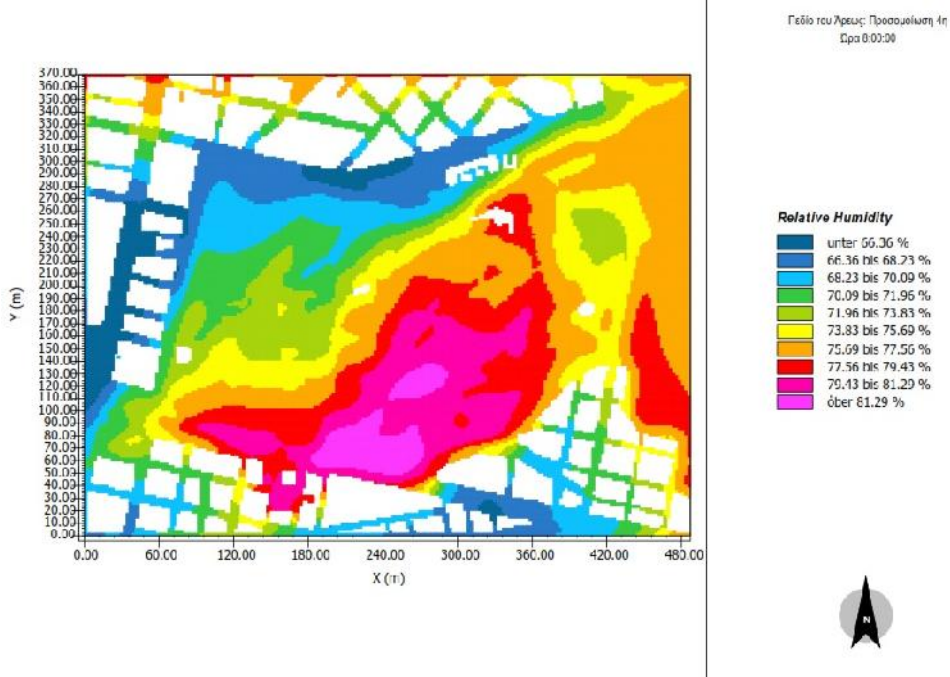 Πεδίο του Άρεως: Προσομοίωση 4η
Ώρα 8:00:00
370.00
360.00
350.00
340.00
330.00
320.00
310.00
300.00
290.00
280.00
270.00
260.00
250.00
240.00
230.00
220.00
210.00
200.00
190.00
180.00
170.00
160.00
150.00
140.00
130.00
120.00
110.00
100.00
90.00
80.00
70.00
60.00
50.00
40.00
30.00
20.00
10.00
0.00
Y (m)
0.00 60.00 120.00 180.00 240.00 300.00 360.00 420.00 480.00
X (m)
Relative Humidity
unter 66.36 %
66.36 bis 68.23 %
68.23 bis 70.09 %
70.09 bis 71.96 %
71.96 bis 73.83 %
73.83 bis 75.69 %
75.69 bis 77.56 %
77.56 bis 79.43 %
79.43 bis 81.29 %
όber 81.29 %
N